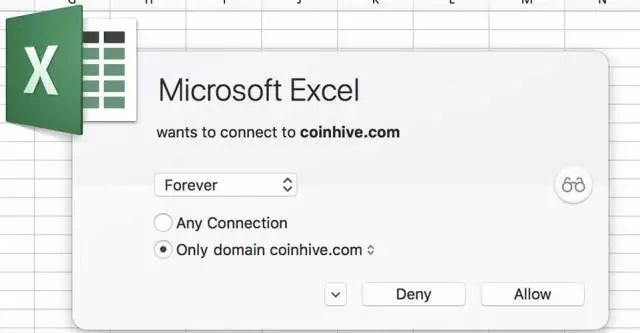 G H I J K L M N
X
Microsoft Excel
wants to connect to coinhive.com
Forever
Any Connection
Only domain coinhive.com
Deny Allow